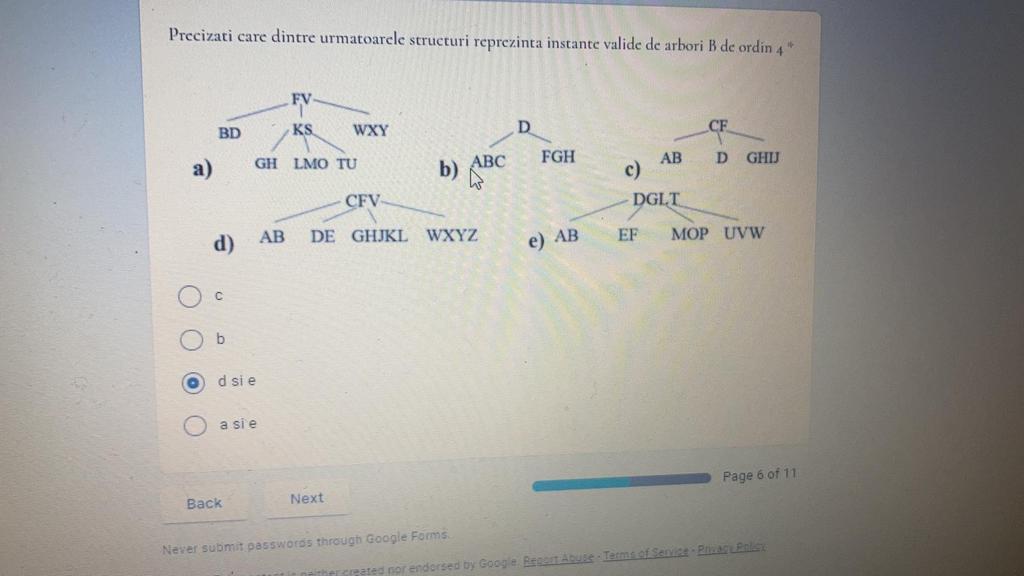 Precizati care dintre urmatoarele structuri reprezinta instante valide de arbori B de ordin 4 *
FV
BD KS WXY
a) GH LMO TU
D
b) ABC FGH
CF
c) AB D GHIJ
CFV
d) AB DE GHJKL WXYZ
DGLT
e) AB EF MOP UVW
c
b
d si e
a si e
Back Next Page 6 of 11
Never submit passwords through Google Forms.
neither created nor endorsed by Google. Report Abuse - Terms of Service - Privacy Policy